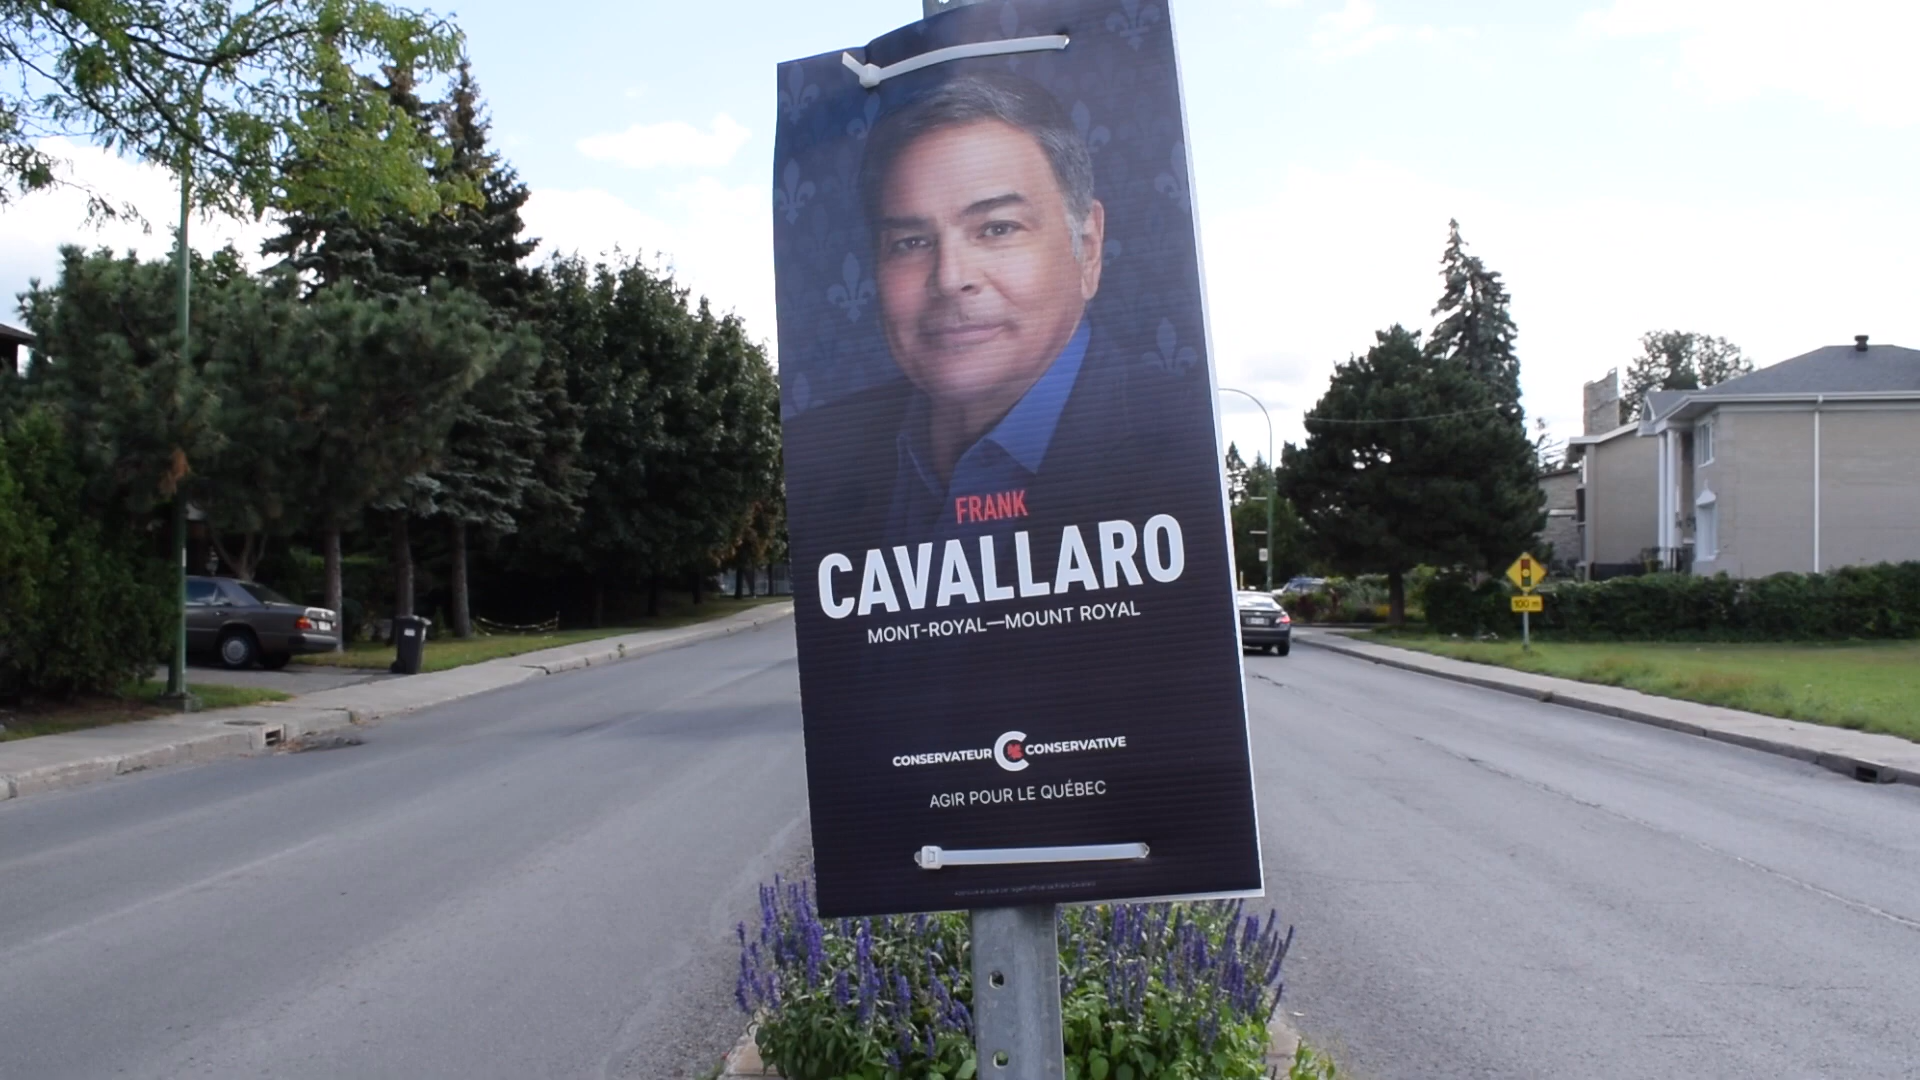 FRANK
CAVALLARO
MONT-ROYAL—MOUNT ROYAL
CONSERVATEUR C CONSERVATIVE
AGIR POUR LE QUÉBEC
100 m